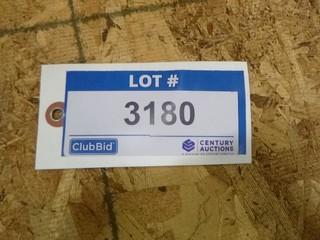 LOT #
3180
ClubBid
CENTURY
AUCTIONS